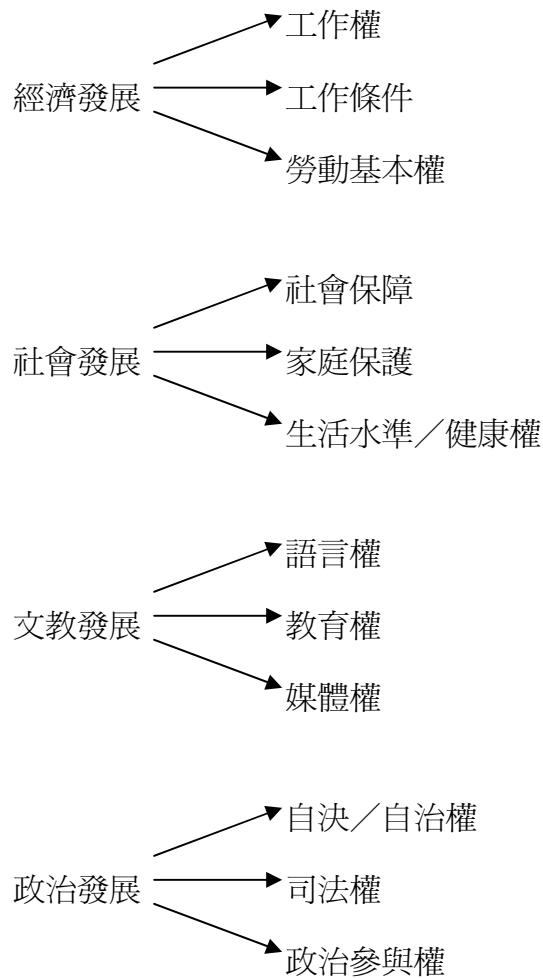 工作權
經濟發展
工作條件
勞動基本權
社會保障
社會發展
家庭保護
生活水準／健康權
語言權
文教發展
教育權
媒體權
自決／自治權
政治發展
司法權
政治參與權